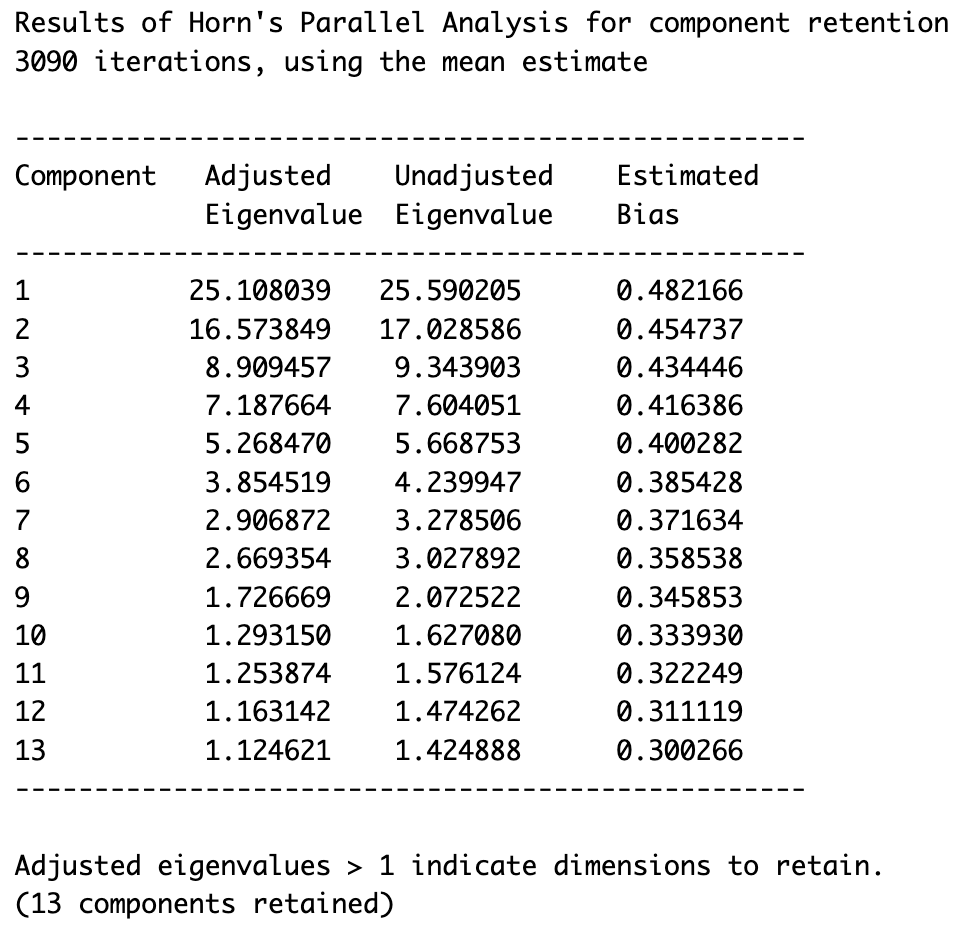 Results of Horn's Parallel Analysis for component retention
3090 iterations, using the mean estimate
--------------------------------------------------
Component   Adjusted    Unadjusted    Estimated
            Eigenvalue  Eigenvalue    Bias
--------------------------------------------------
1          25.108039   25.590205      0.482166
2          16.573849   17.028586      0.454737
3           8.909457    9.343903      0.434446
4           7.187664    7.604051      0.416386
5           5.268470    5.668753      0.400282
6           3.854519    4.239947      0.385428
7           2.906872    3.278506      0.371634
8           2.669354    3.027892      0.358538
9           1.726669    2.072522      0.345853
10          1.293150    1.627080      0.333930
11          1.253874    1.576124      0.322249
12          1.163142    1.474262      0.311119
13          1.124621    1.424888      0.300266
--------------------------------------------------
Adjusted eigenvalues > 1 indicate dimensions to retain.
(13 components retained)